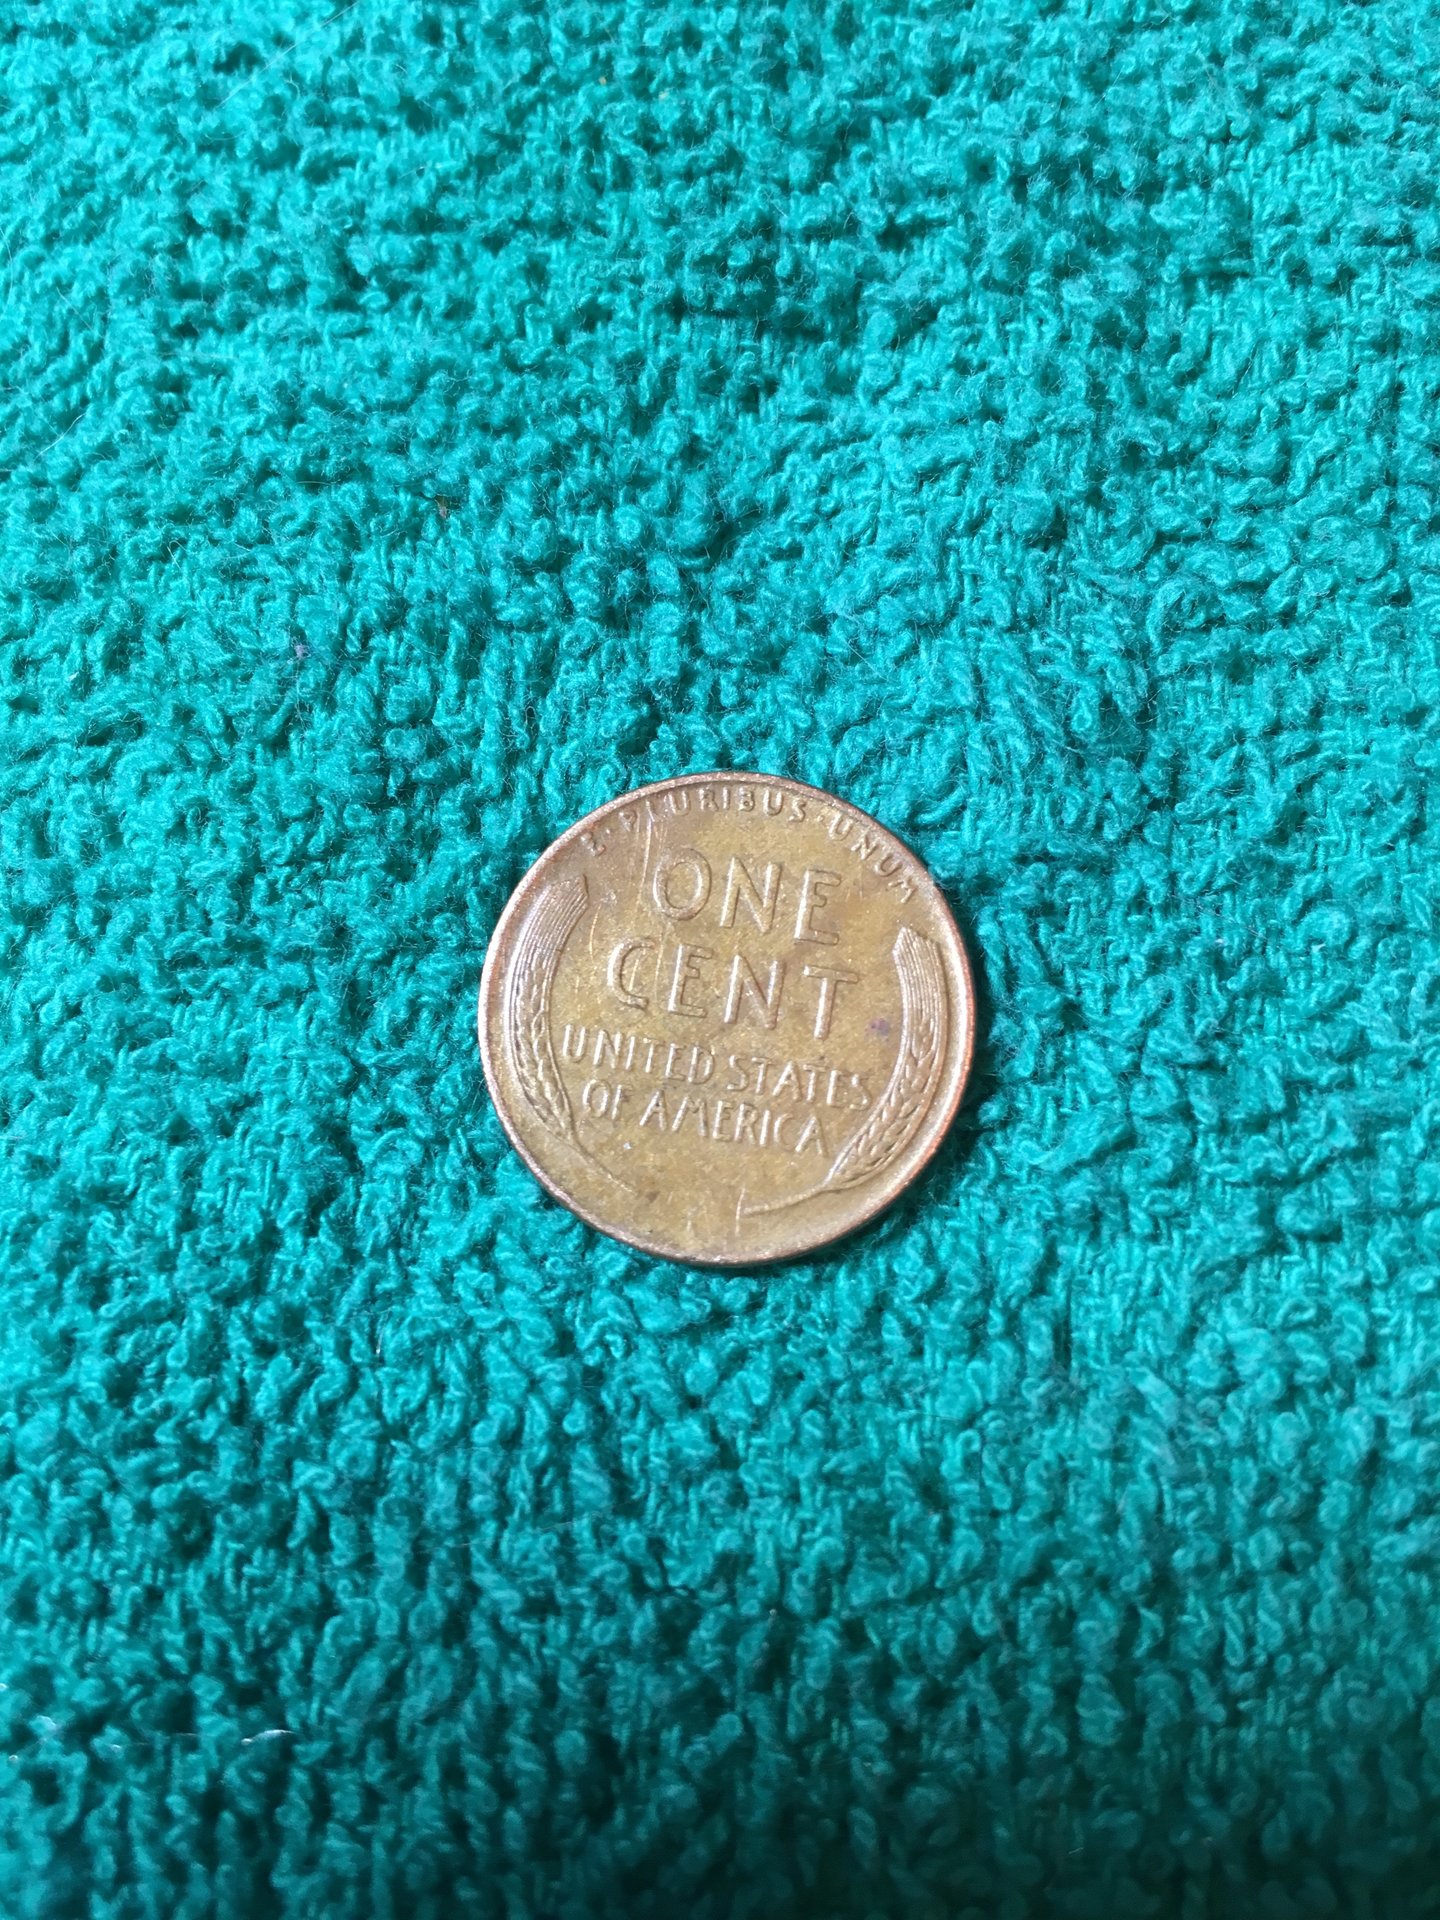 E·PLURIBUS·UNUM
ONE
CENT
UNITED STATES
OF AMERICA